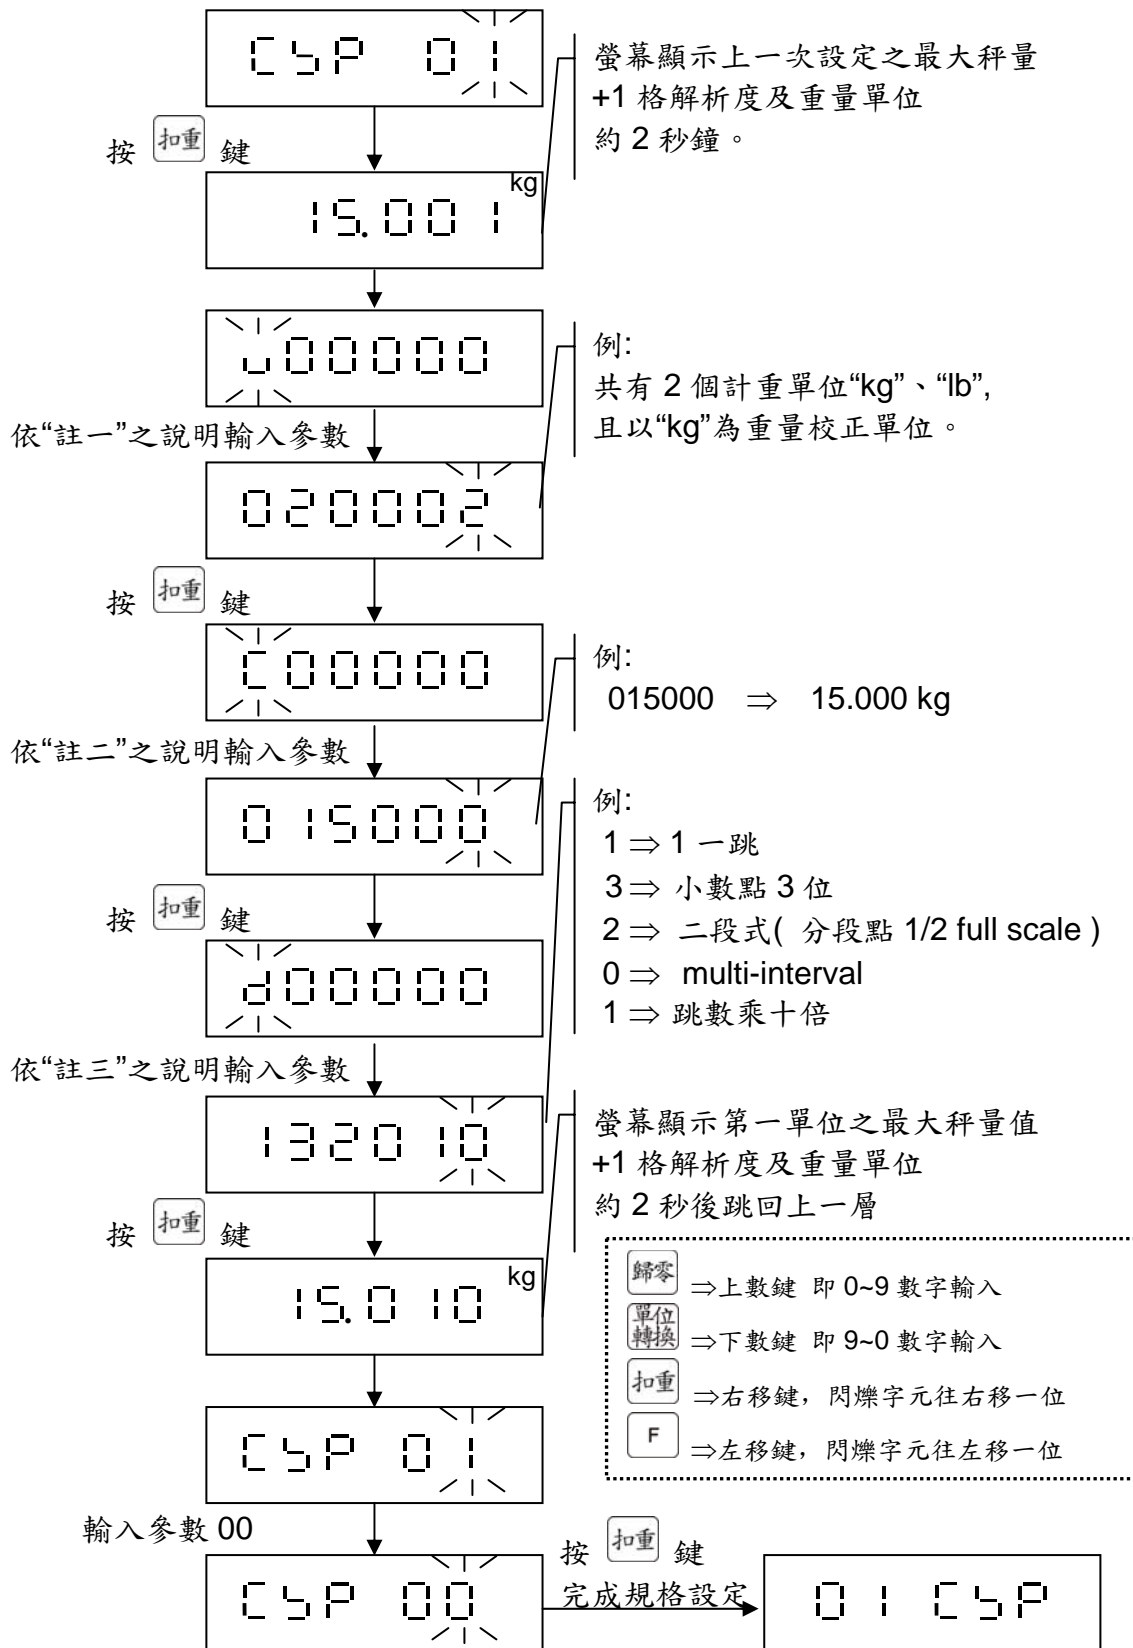 CSP 01
螢幕顯示上一次設定之最大秤量
+1 格解析度及重量單位
約 2 秒鐘。
按 扣重 鍵
kg
15.001
u00000
例:
共有 2 個計重單位“kg”、“lb”,
且以“kg”為重量校正單位。
依“註一”之說明輸入參數
020002
按 扣重 鍵
C00000
例:
015000 ⇒ 15.000 kg
依“註二”之說明輸入參數
015000
例:
1 ⇒ 1 一跳
3 ⇒ 小數點 3 位
2 ⇒ 二段式( 分段點 1/2 full scale )
0 ⇒ multi-interval
1 ⇒ 跳數乘十倍
按 扣重 鍵
d00000
依“註三”之說明輸入參數
132010
螢幕顯示第一單位之最大秤量值
+1 格解析度及重量單位
約 2 秒後跳回上一層
按 扣重 鍵
kg
15.010
歸零 ⇒上數鍵 即 0~9 數字輸入
單位轉換 ⇒下數鍵 即 9~0 數字輸入
扣重 ⇒右移鍵，閃爍字元往右移一位
F ⇒左移鍵，閃爍字元往左移一位
CSP 01
輸入參數 00
CSP 00
按 扣重 鍵
完成規格設定
01 CSP